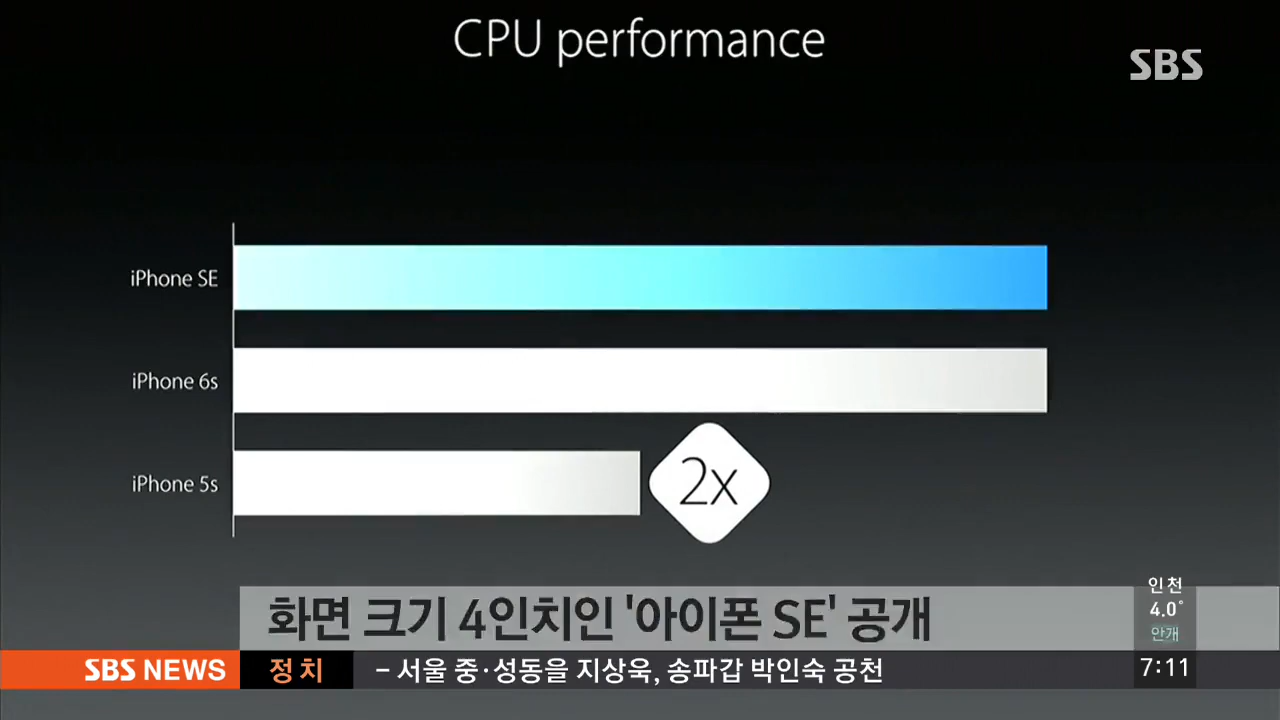 CPU performance
SBS
iPhone SE
iPhone 6s
iPhone 5s
2x
화면 크기 4인치인 '아이폰 SE' 공개
인천
4.0°
안개
SBS NEWS
정치
- 서울 중·성동을 지상욱, 송파갑 박인숙 공천
7:11